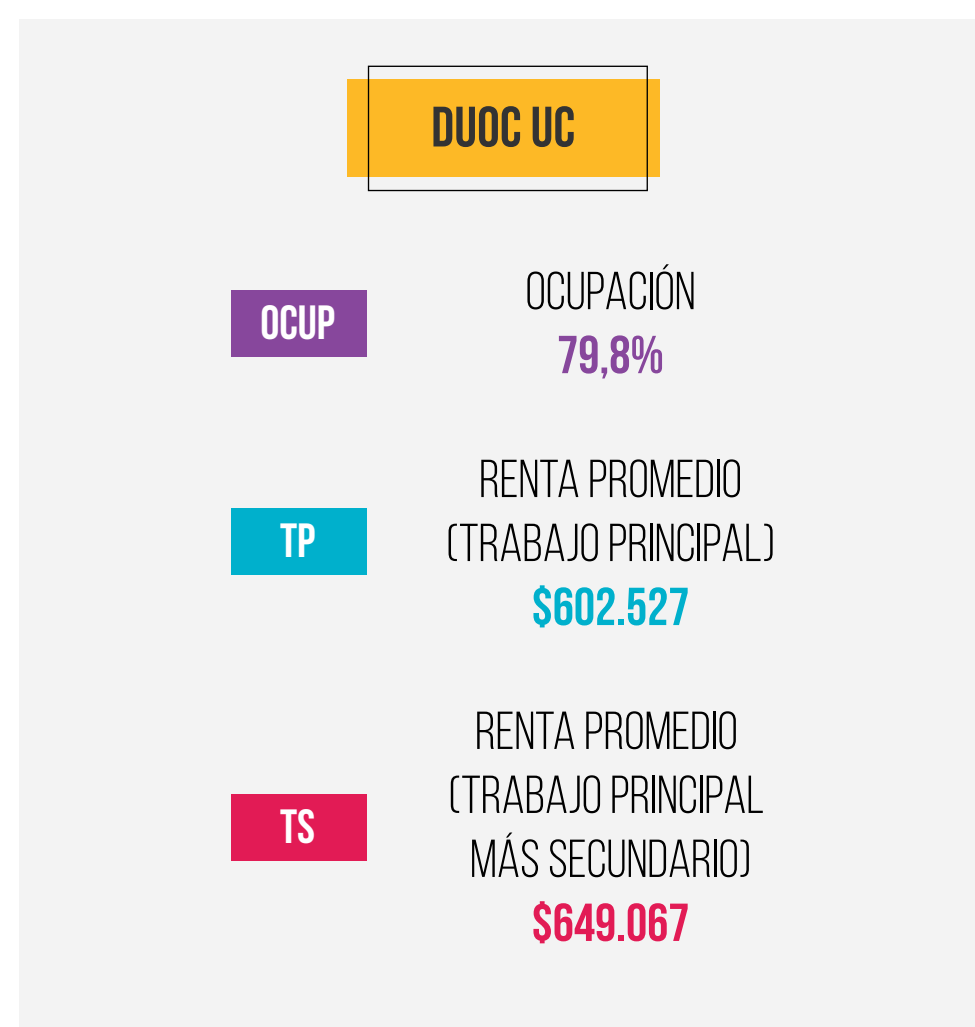 DUOC UC
OCUP
OCUPACIÓN
79,8%
TP
RENTA PROMEDIO
(TRABAJO PRINCIPAL)
$602.527
TS
RENTA PROMEDIO
(TRABAJO PRINCIPAL
MÁS SECUNDARIO)
$649.067